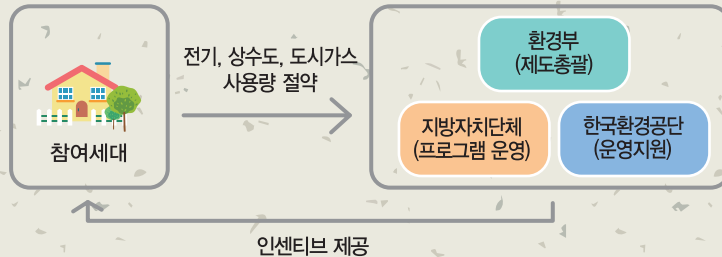 환경부
(제도총괄)
전기, 상수도, 도시가스
사용량 절약
지방자치단체
(프로그램 운영)
한국환경공단
(운영지원)
참여세대
인센티브 제공